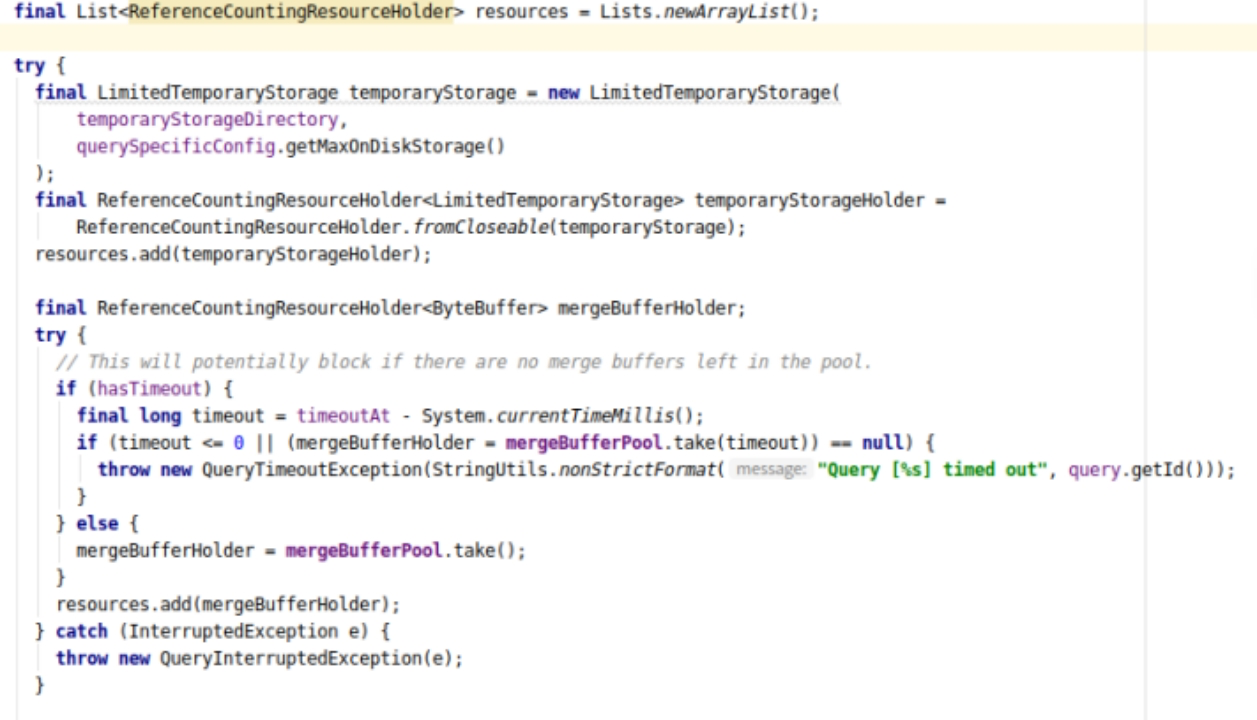 final List<ReferenceCountingResourceHolder> resources = Lists.newArrayList();
try {
final LimitedTemporaryStorage temporaryStorage = new LimitedTemporaryStorage(
temporaryStorageDirectory,
querySpecificConfig.getMaxOnDiskStorage()
);
final ReferenceCountingResourceHolder<LimitedTemporaryStorage> temporaryStorageHolder =
ReferenceCountingResourceHolder.fromCloseable(temporaryStorage);
resources.add(temporaryStorageHolder);
final ReferenceCountingResourceHolder<ByteBuffer> mergeBufferHolder;
try {
// This will potentially block if there are no merge buffers left in the pool.
if (hasTimeout) {
final long timeout = timeoutAt - System.currentTimeMillis();
if (timeout <= 0 || (mergeBufferHolder = mergeBufferPool.take(timeout)) == null) {
throw new QueryTimeoutException(StringUtils.nonStrictFormat( message: "Query [%s] timed out", query.getId()));
}
} else {
mergeBufferHolder = mergeBufferPool.take();
}
resources.add(mergeBufferHolder);
} catch (InterruptedException e) {
throw new QueryInterruptedException(e);
}